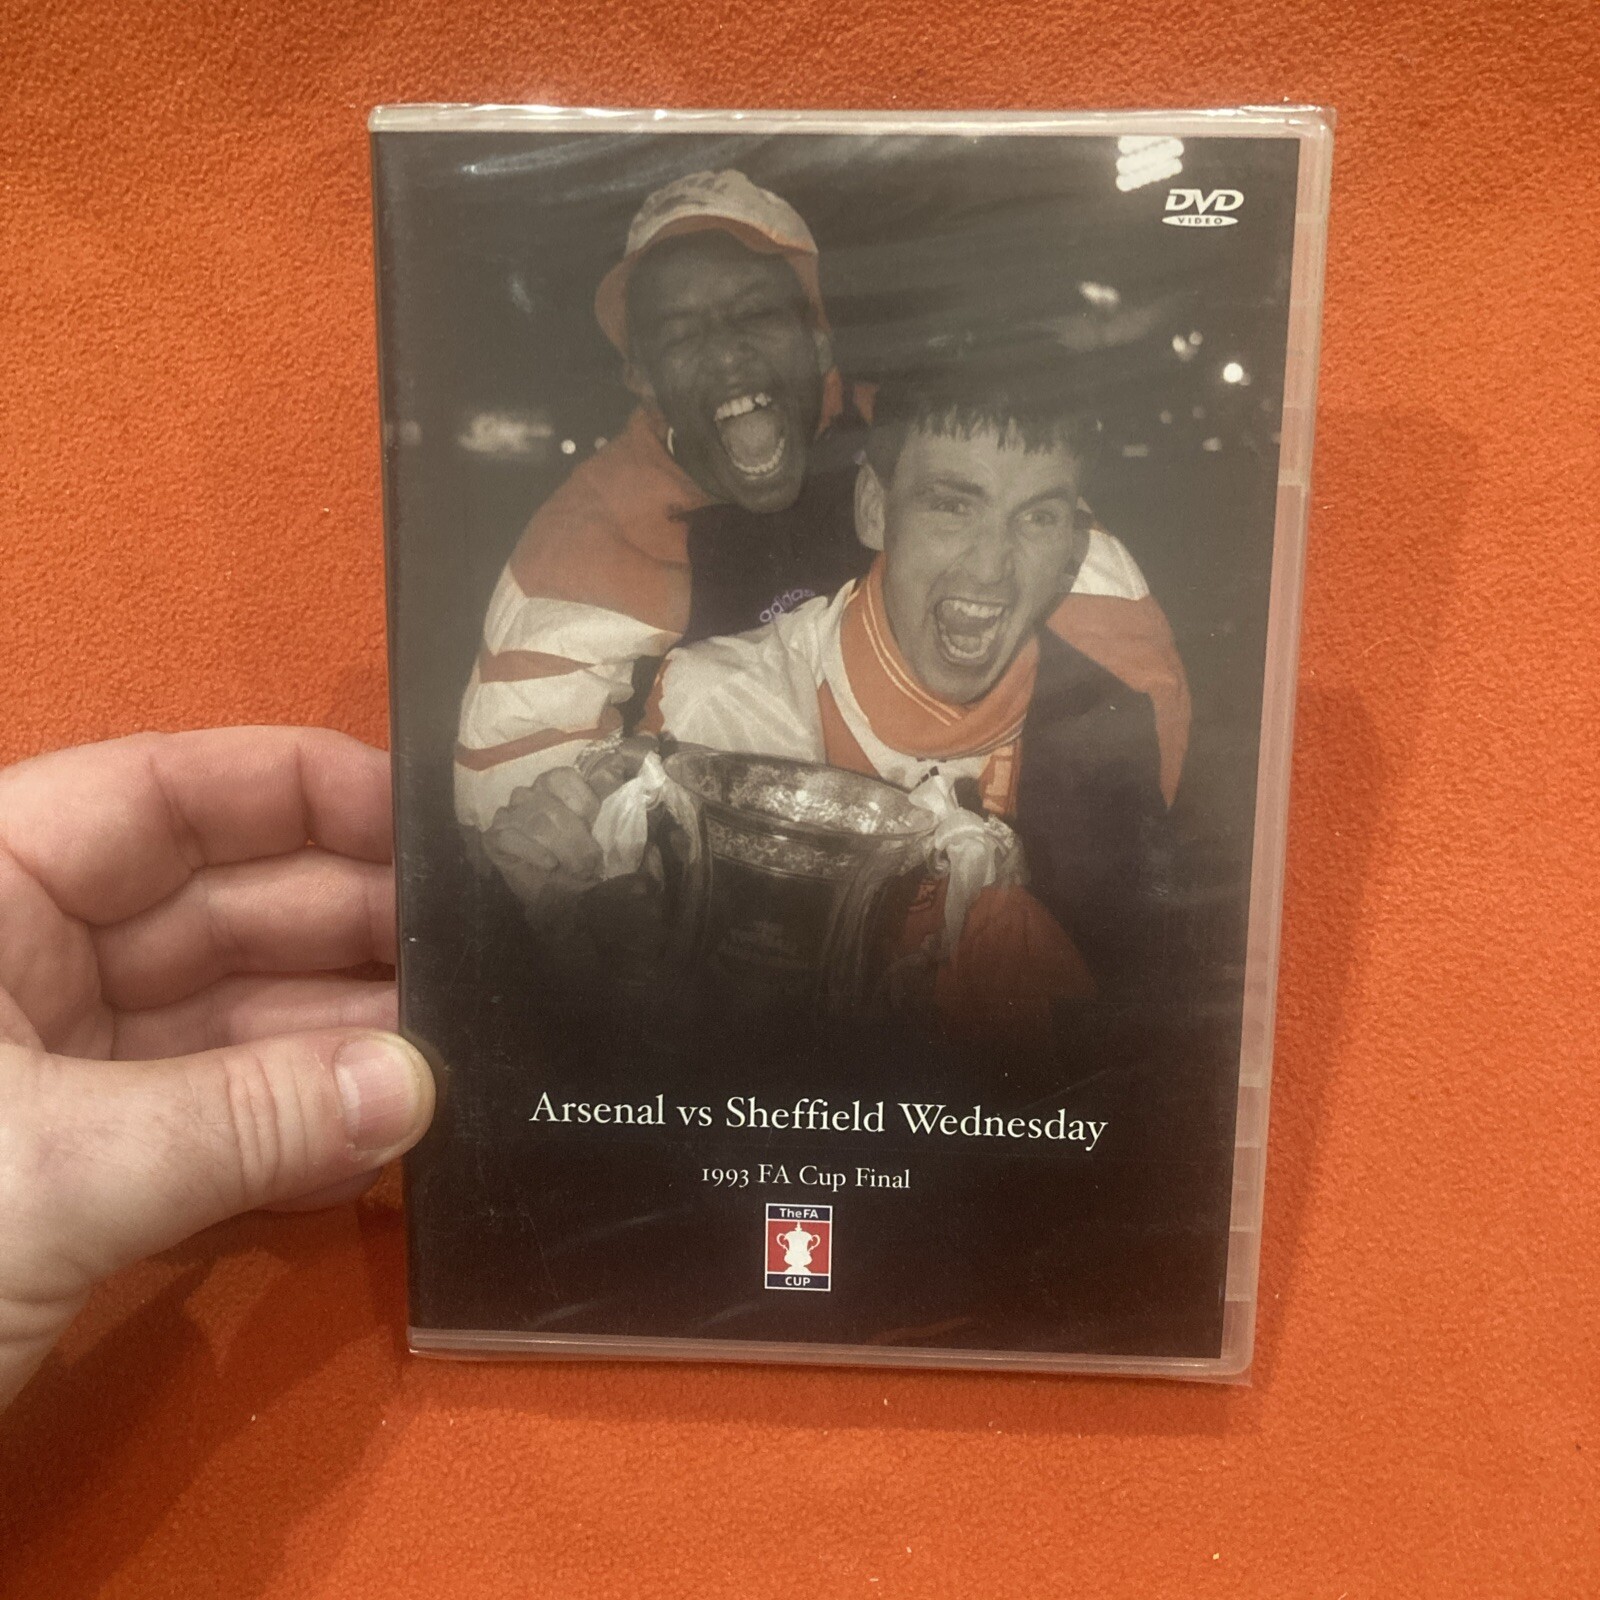 DVD
VIDEO
adidas
Arsenal vs Sheffield Wednesday
1993 FA Cup Final
The FA
CUP